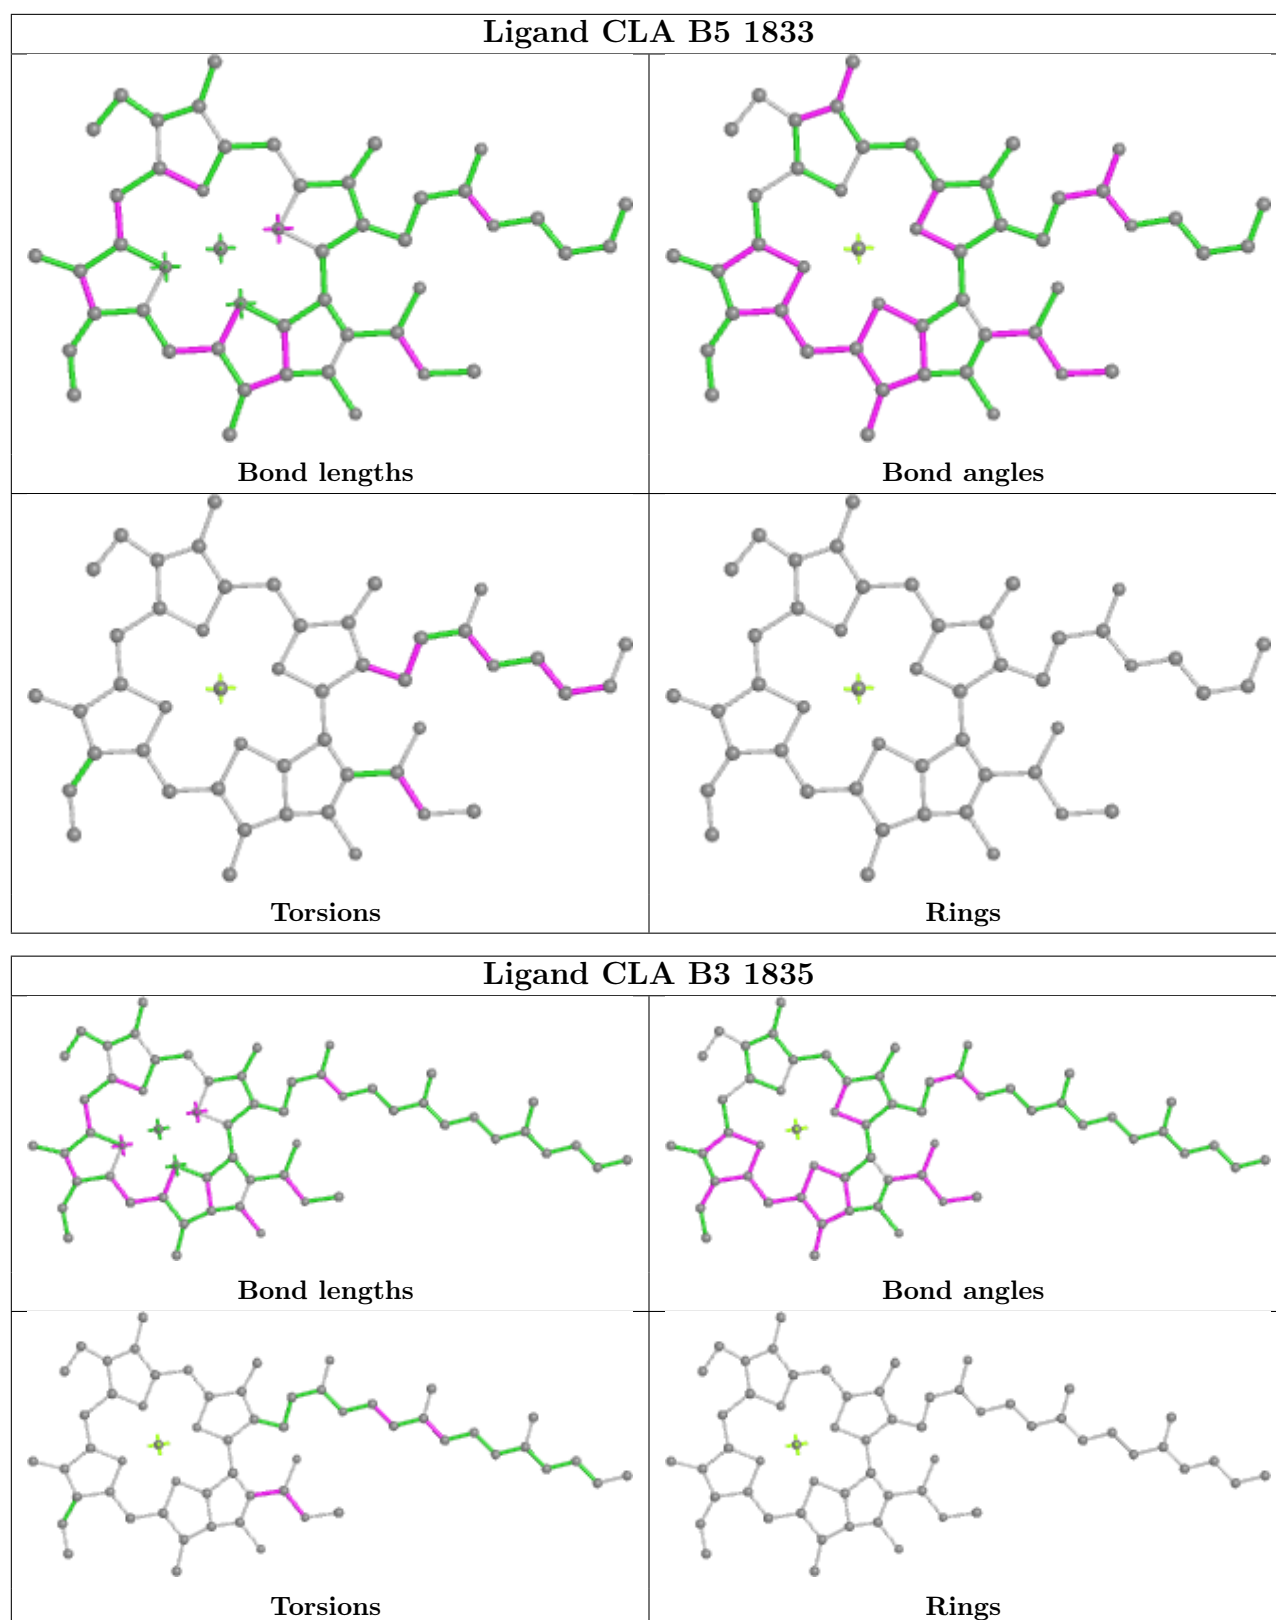 Ligand CLA B5 1833
Bond lengths
Bond angles
Torsions
Rings
Ligand CLA B3 1835
Bond lengths
Bond angles
Torsions
Rings